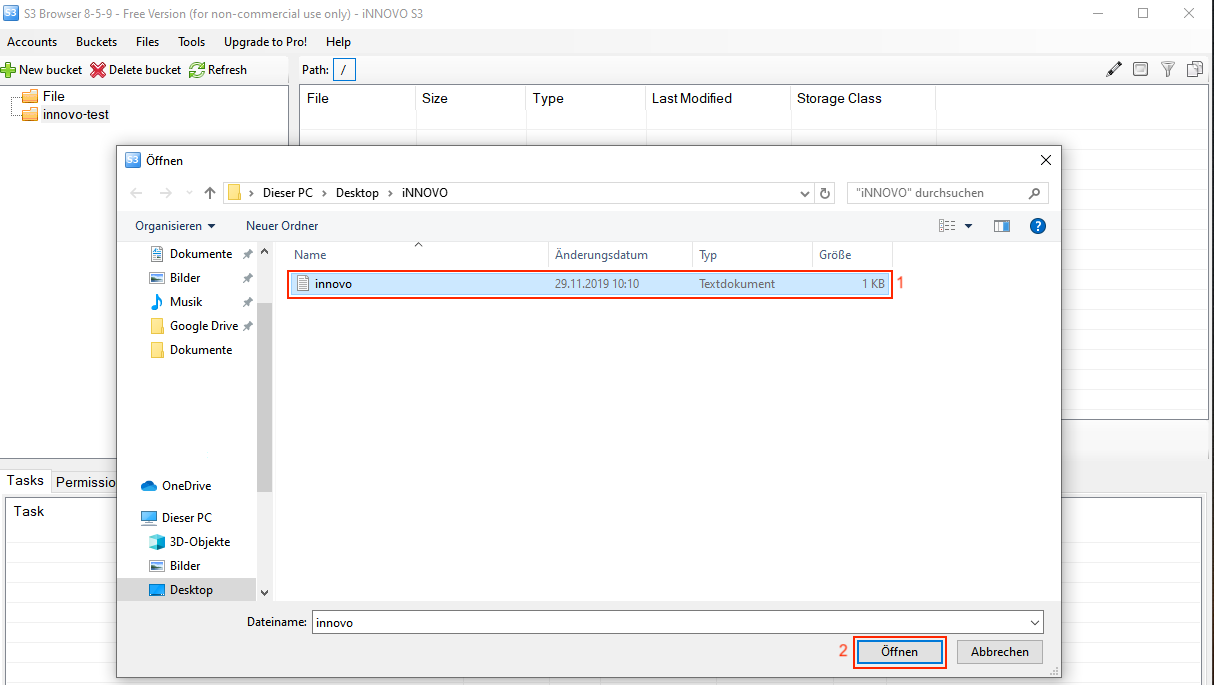 S3 Browser 8-5-9 - Free Version (for non-commercial use only) - iNNOVO S3
Accounts Buckets Files Tools Upgrade to Pro! Help
New bucket Delete bucket Refresh Path: /
File
innovo-test
File Size Type Last Modified Storage Class
S3 Öffnen
Dieser PC > Desktop > iNNOVO
"iNNOVO" durchsuchen
Organisieren Neuer Ordner ?
Name Änderungsdatum Typ Größe
innovo 29.11.2019 10:10 Textdokument 1 KB 1
Dokumente
Bilder
Musik
Google Drive
Dokumente
OneDrive
Dieser PC
3D-Objekte
Bilder
Desktop
Tasks Permissio
Task
Dateiname: innovo
2 Öffnen Abbrechen